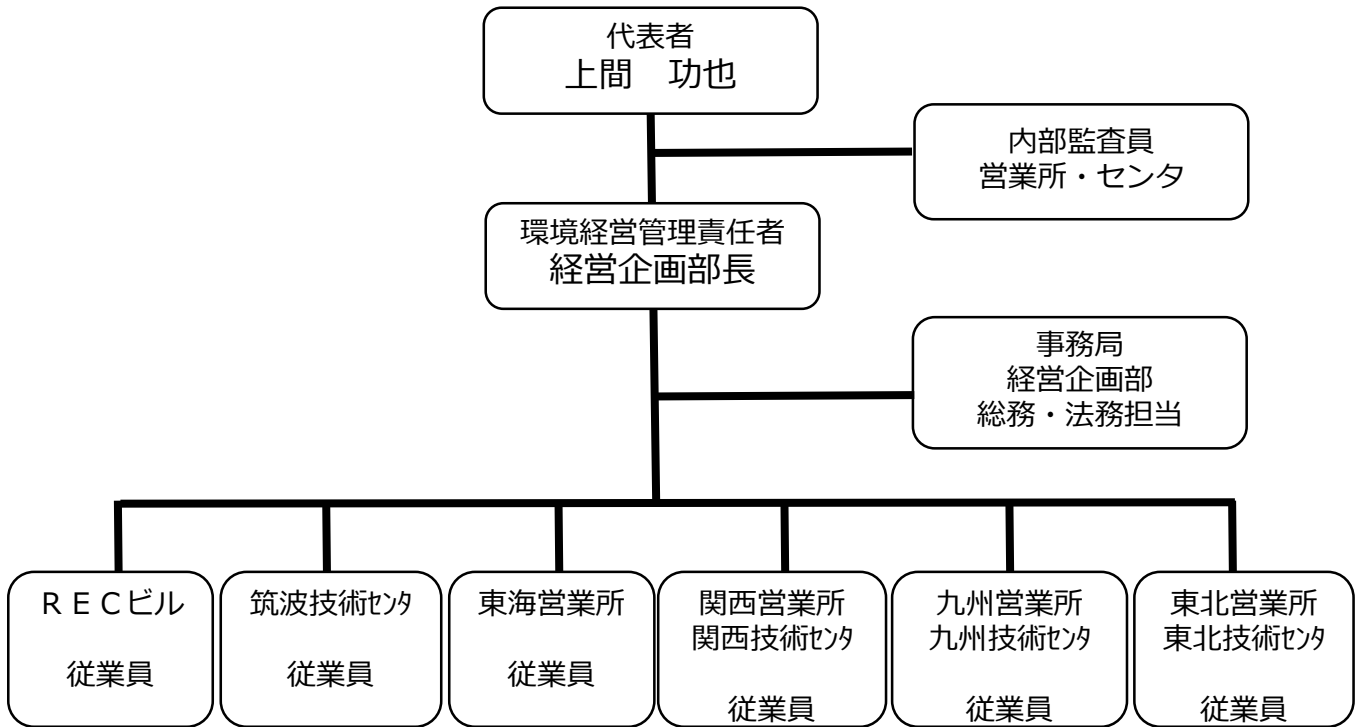 代表者
上間　功也
内部監査員
営業所・センタ
環境経営管理責任者
経営企画部長
事務局
経営企画部
総務・法務担当
ＲＥＣビル
従業員
筑波技術ｾﾝﾀ
従業員
東海営業所
従業員
関西営業所
関西技術ｾﾝﾀ
従業員
九州営業所
九州技術ｾﾝﾀ
従業員
東北営業所
東北技術ｾﾝﾀ
従業員